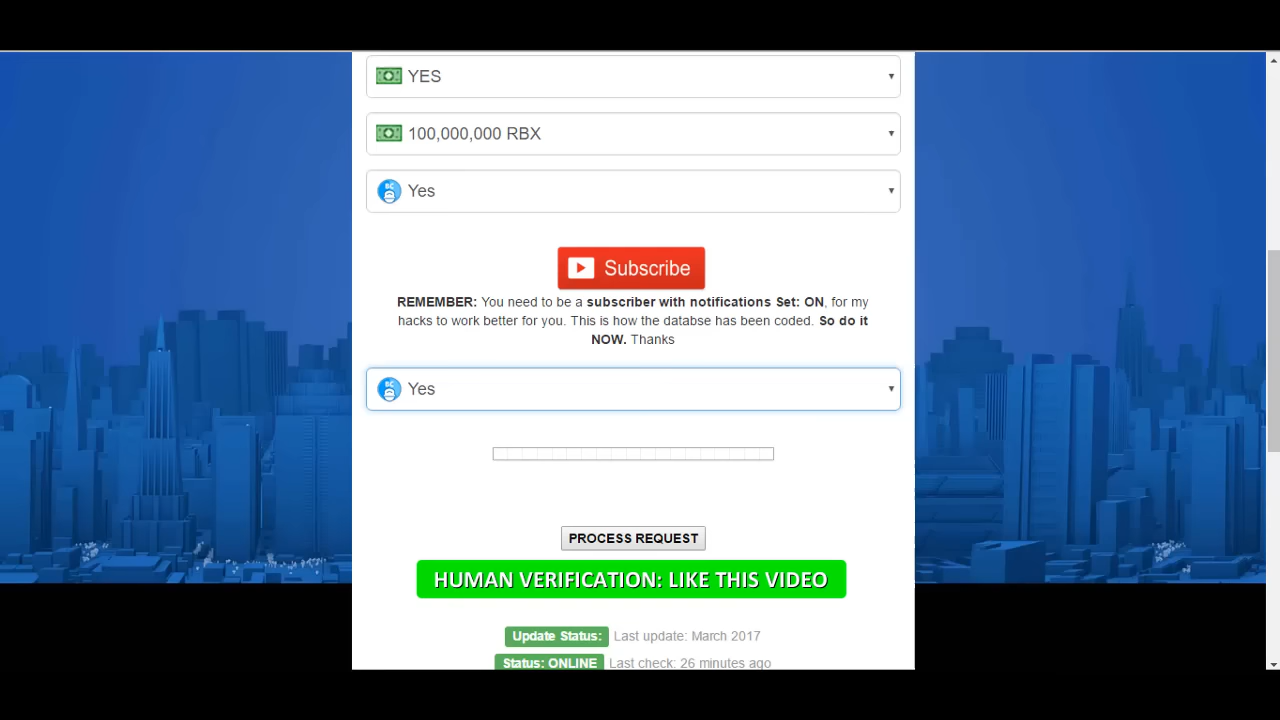 YES
100,000,000 RBX
BC
Yes
Subscribe
REMEMBER: You need to be a subscriber with notifications Set: ON, for my
hacks to work better for you. This is how the databse has been coded. So do it
NOW. Thanks
BC
Yes
PROCESS REQUEST
HUMAN VERIFICATION: LIKE THIS VIDEO
Update Status: Last update: March 2017
Status: ONLINE Last check: 26 minutes ago